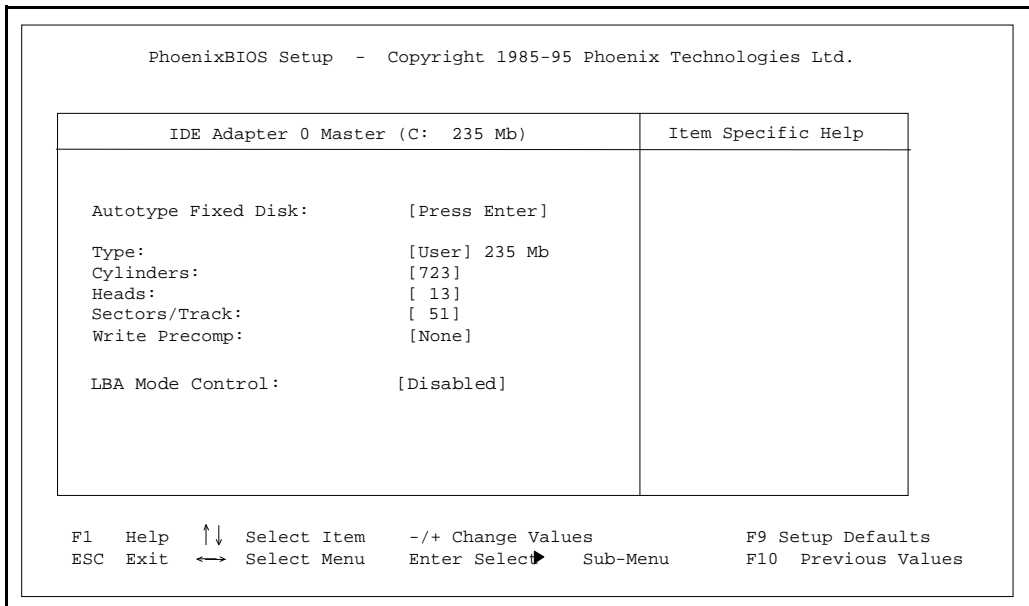 PhoenixBIOS Setup - Copyright 1985-95 Phoenix Technologies Ltd.
IDE Adapter 0 Master (C: 235 Mb)
Item Specific Help
Autotype Fixed Disk: [Press Enter]
Type: [User] 235 Mb
Cylinders: [723]
Heads: [ 13]
Sectors/Track: [ 51]
Write Precomp: [None]
LBA Mode Control: [Disabled]
F1 Help ↑↓ Select Item -/+ Change Values F9 Setup Defaults
ESC Exit ←→ Select Menu Enter Select▶ Sub-Menu F10 Previous Values